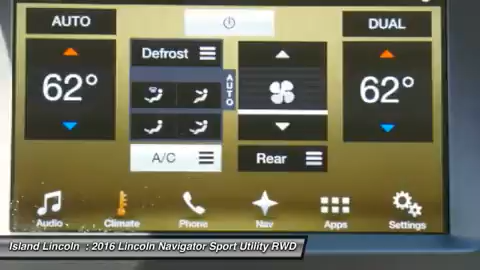 AUTO
DUAL
Defrost
62°
AUTO
62°
A/C
Rear
Audio
Climate
Phone
Nav
Apps
Settings
Island Lincoln : 2016 Lincoln Navigator Sport Utility RWD